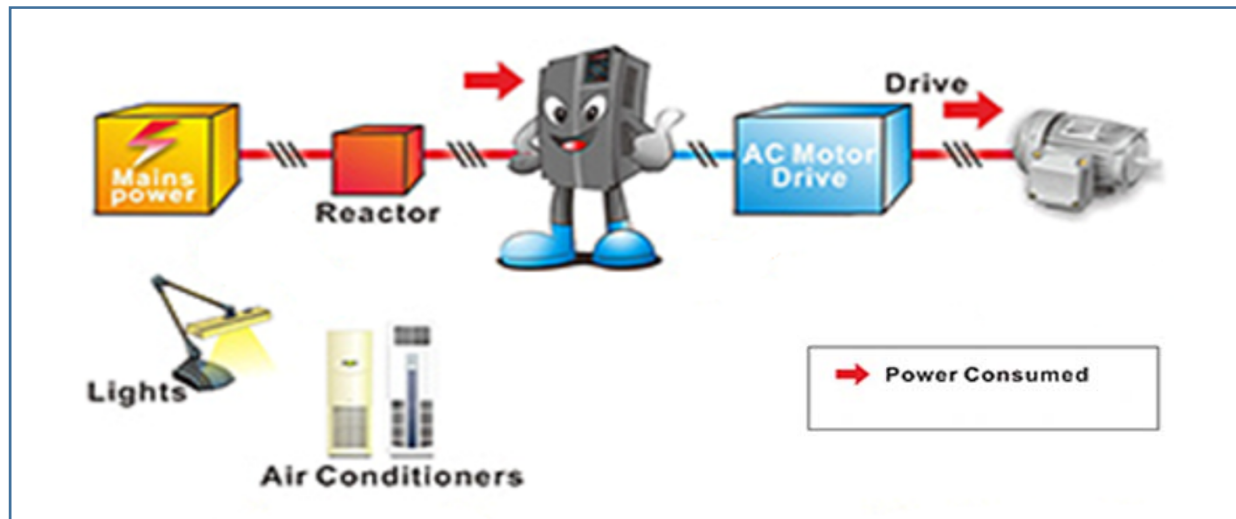 Drive
Mains
power
Reactor
AC Motor
Drive
Lights
Air Conditioners
Power Consumed